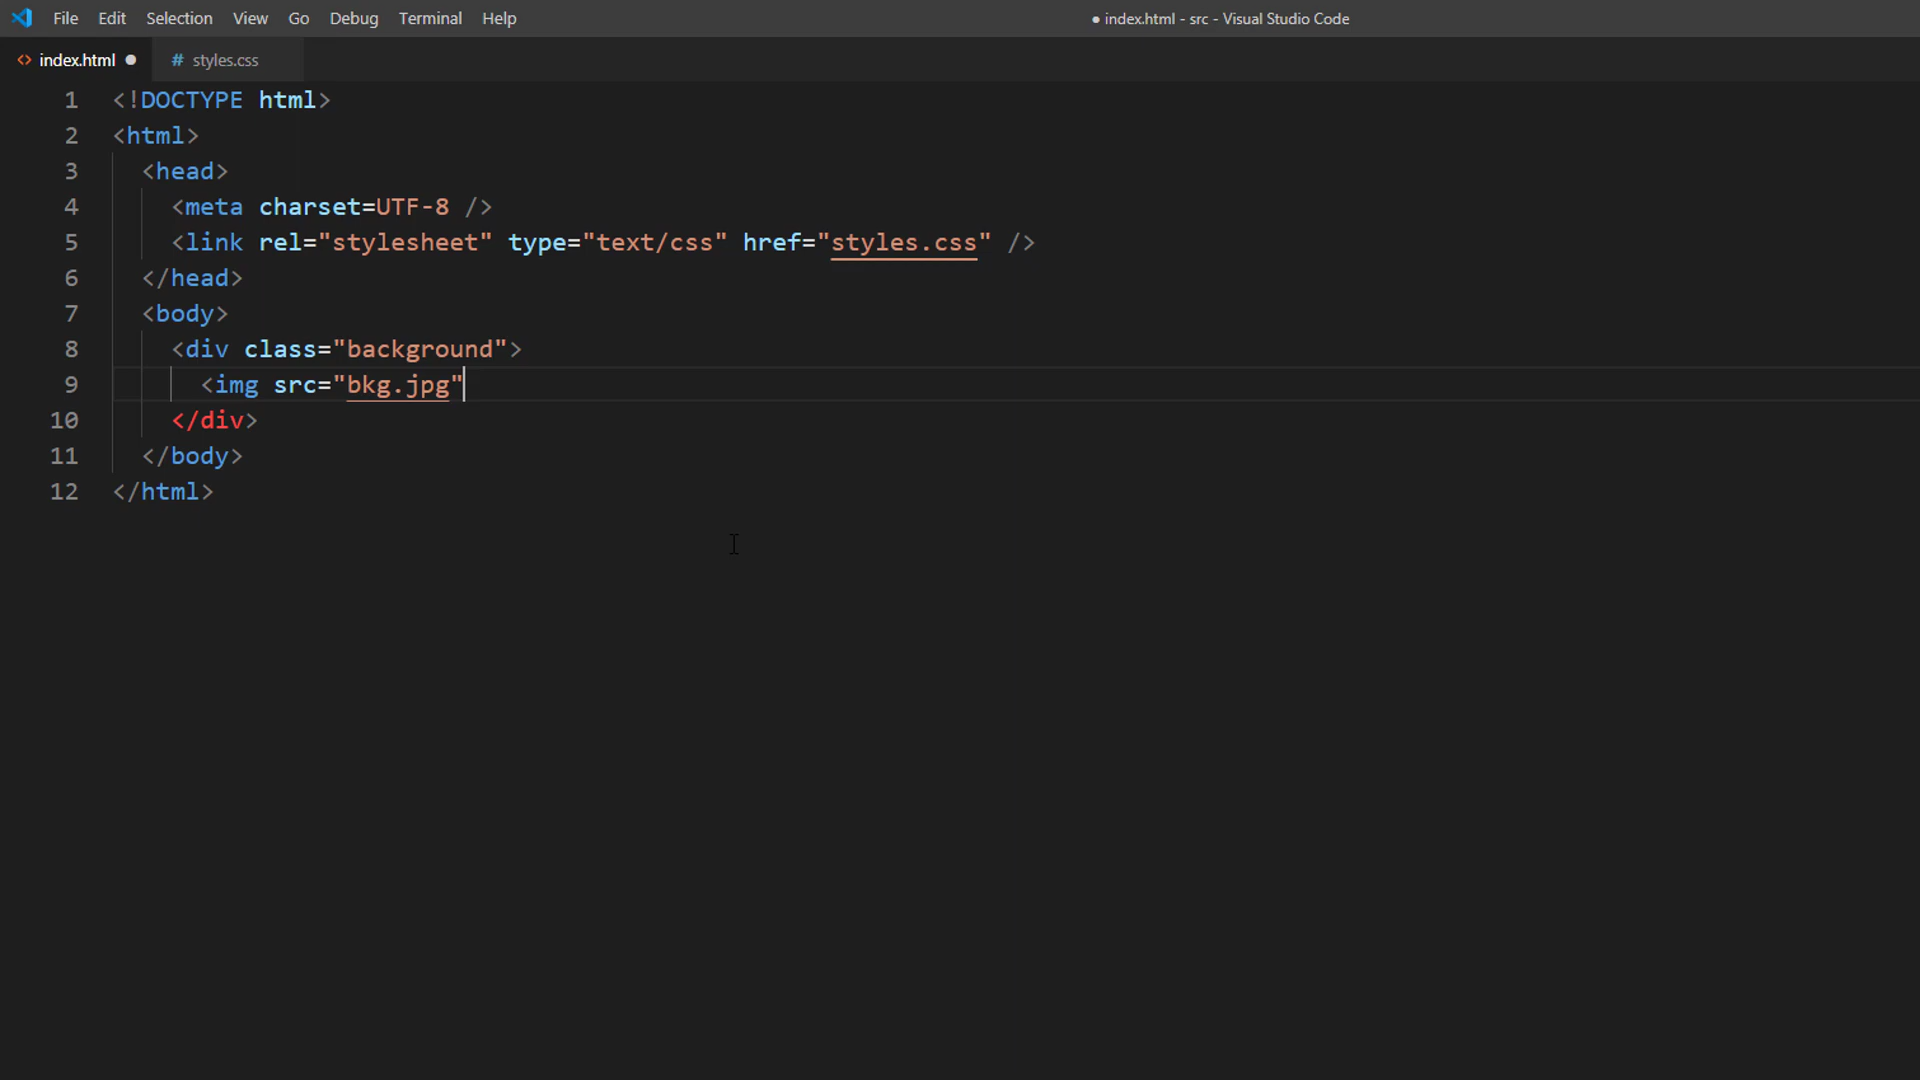 File Edit Selection View Go Debug Terminal Help ● index.html - src - Visual Studio Code
<> index.html ● # styles.css
1 <!DOCTYPE html>
2 <html>
3   <head>
4     <meta charset=UTF-8 />
5     <link rel="stylesheet" type="text/css" href="styles.css" />
6   </head>
7   <body>
8     <div class="background">
9       <img src="bkg.jpg"
10     </div>
11   </body>
12 </html>